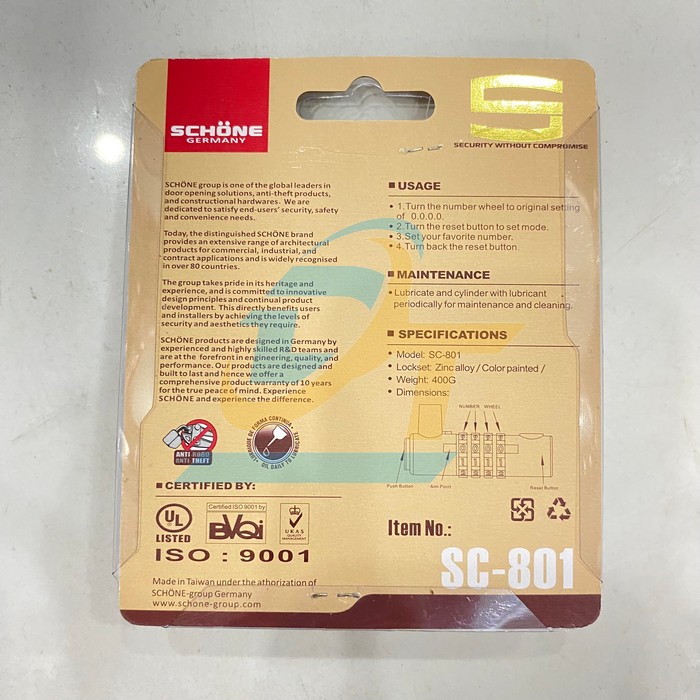 SCHÖNE
GERMANY
SECURITY WITHOUT COMPROMISE
SCHÖNE group is one of the global leaders in
door opening solutions, anti-theft products,
and constructional hardwares. We are
dedicated to satisfy end-users' security, safety
and convenience needs.
Today, the distinguished SCHÖNE brand
provides an extensive range of architectural
products for commercial, industrial, and
contract applications and is widely recognised
in over 80 countries.
The group takes pride in its heritage and
experience, and is committed to innovative
design principles and continual product
development. This directly benefits users
and installers by achieving the levels of
security and aesthetics they require.
SCHÖNE products are designed in Germany by
experienced and highly skilled R&D teams and
are at the forefront in engineering, quality, and
performance. Our products are designed and
built to last and hence we offer a
comprehensive product warranty of 10 years
for the true peace of mind. Experience
SCHÖNE and experience the difference.
ANTI-ROBO
ANTI-THEFT
OIL DAILY TO LUBRICATE
CERTIFIED BY:
UL
LISTED
Certified ISO 9001 by
BVQi
UKAS
QUALITY
MANAGEMENT
ISO : 9001
Made in Taiwan under the athorization of
SCHÖNE-group Germany
www.schone-group.com
USAGE
• 1.Turn the number wheel to original setting
of 0.0.0.0.
• 2.Turn the reset button to set mode.
• 3.Set your favorite number.
• 4.Turn back the reset button.
MAINTENANCE
• Lubricate and cylinder with lubricant
periodically for maintenance and cleaning.
SPECIFICATIONS
• Model: SC-801
• Lockset: Zinc alloy / Color painted /
• Weight: 400G
• Dimensions:
NUMBER WHEEL
Push Button
Aim Point
Reset Button
Item No.:
SC-801